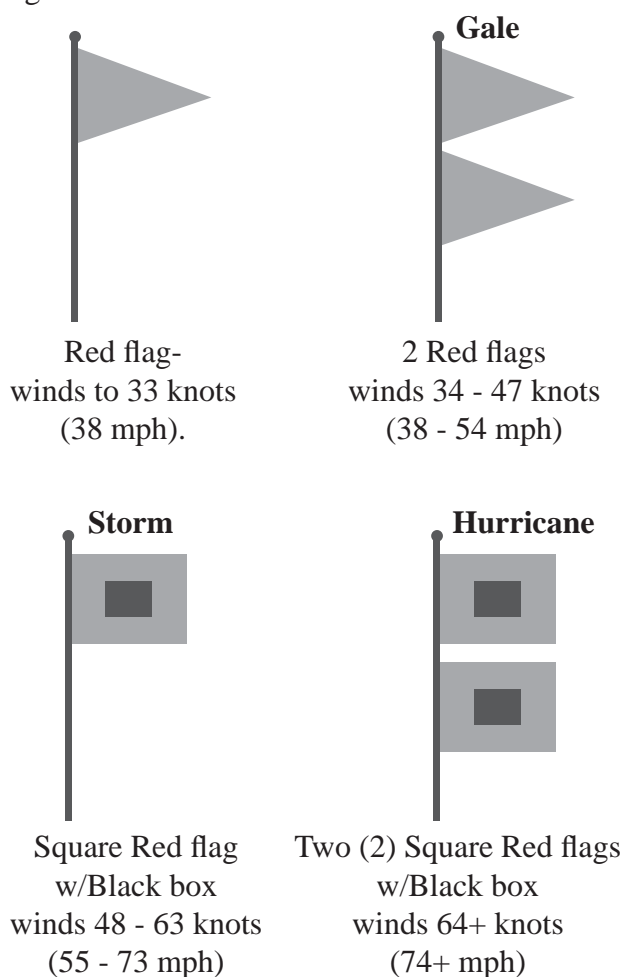 Gale
Red flag-
winds to 33 knots
(38 mph).
2 Red flags
winds 34 - 47 knots
(38 - 54 mph)
Storm
Hurricane
Square Red flag
w/Black box
winds 48 - 63 knots
(55 - 73 mph)
Two (2) Square Red flags
w/Black box
winds 64+ knots
(74+ mph)